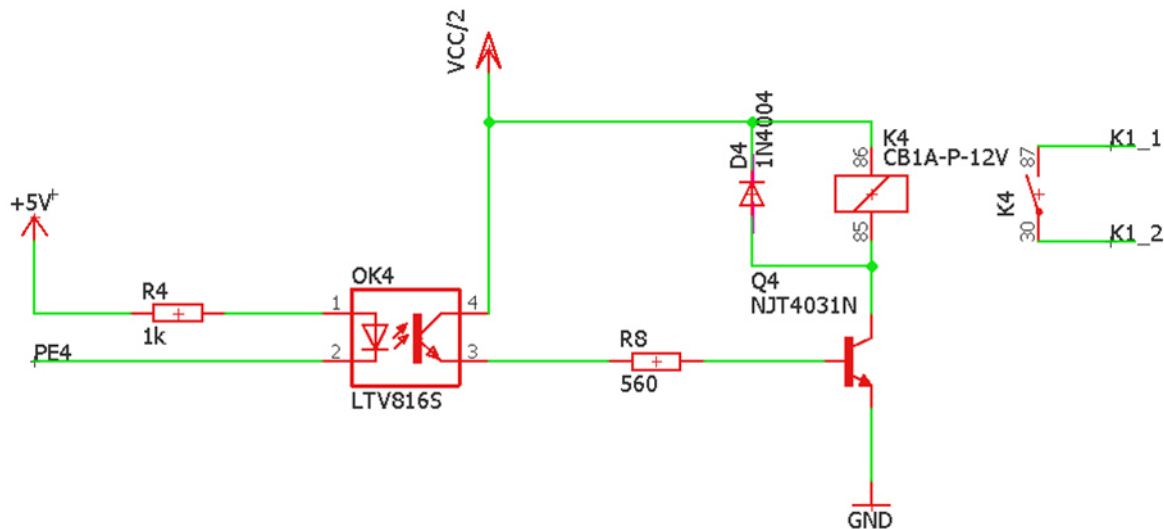 VCC/2
+5V
R4
1k
PE4
OK4
1
2
4
3
LTV816S
R8
560
D4
1N4004
K4
CB1A-P-12V
86
85
Q4
NJT4031N
GND
K4
87
30
K1_1
K1_2